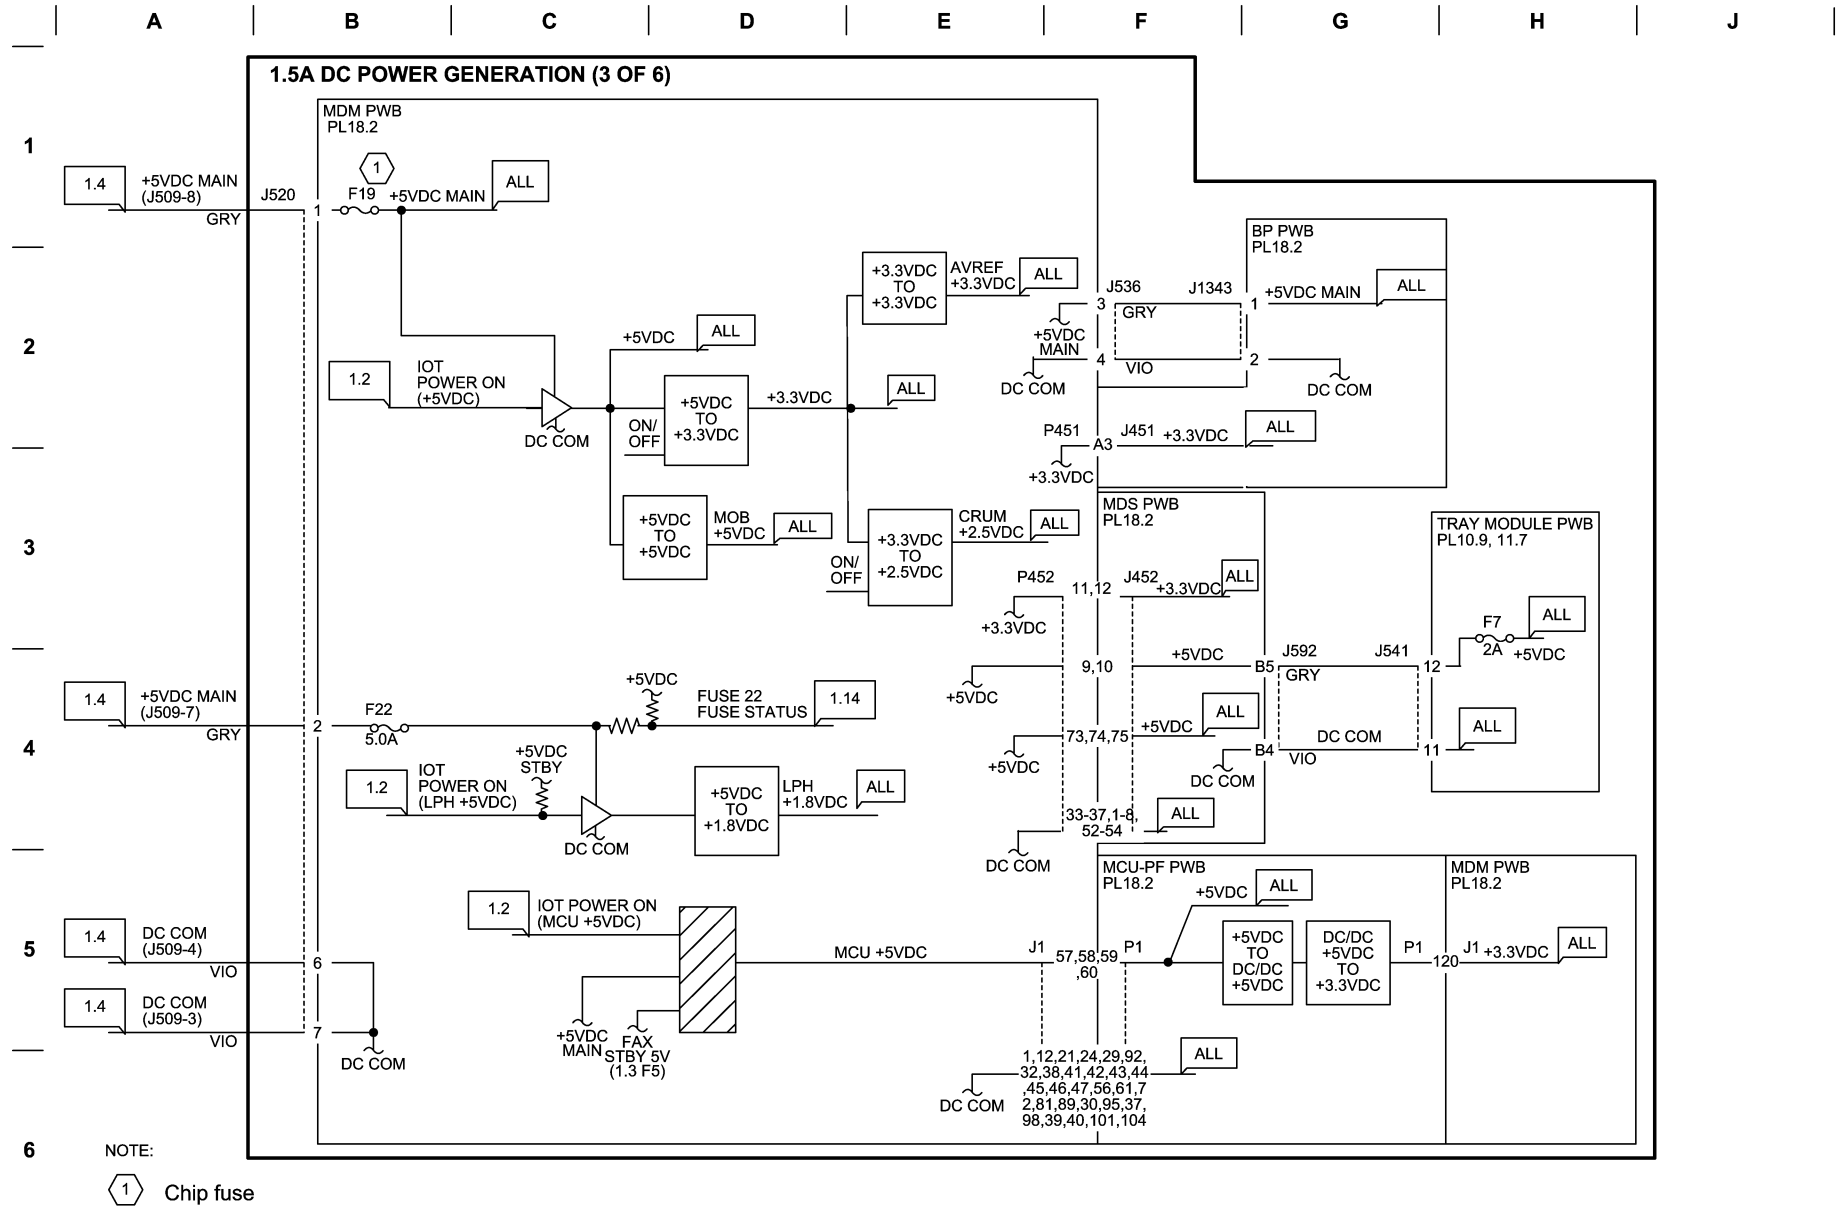 A B C D E F G H J
1.5A DC POWER GENERATION (3 OF 6)
MDM PWB
PL18.2
1
1
1.4
+5VDC MAIN
(J509-8)
GRY
J520
1
F19
+5VDC MAIN
ALL
BP PWB
PL18.2
+3.3VDC
TO
+3.3VDC
AVREF
+3.3VDC
ALL
J536
J1343
3
GRY
1
+5VDC MAIN
ALL
+5VDC
MAIN
4
VIO
2
DC COM
DC COM
2
+5VDC
ALL
1.2
IOT
POWER ON
(+5VDC)
DC COM
ON/
OFF
+5VDC
TO
+3.3VDC
+3.3VDC
ALL
P451
A3
J451
+3.3VDC
ALL
+3.3VDC
3
+5VDC
TO
+5VDC
MOB
+5VDC
ALL
ON/
OFF
+3.3VDC
TO
+2.5VDC
CRUM
+2.5VDC
ALL
MDS PWB
PL18.2
TRAY MODULE PWB
PL10.9, 11.7
P452
11,12
J452
+3.3VDC
ALL
+3.3VDC
F7
2A
+5VDC
ALL
9,10
+5VDC
B5
J592
GRY
J541
12
+5VDC
4
1.4
+5VDC MAIN
(J509-7)
GRY
2
F22
5.0A
+5VDC
FUSE 22
FUSE STATUS
1.14
73,74,75
+5VDC
ALL
+5VDC
B4
DC COM
VIO
11
ALL
DC COM
1.2
IOT
POWER ON
(LPH +5VDC)
+5VDC
STBY
DC COM
+5VDC
TO
+1.8VDC
LPH
+1.8VDC
ALL
33-37,1-8,
52-54
ALL
DC COM
MCU-PF PWB
PL18.2
MDM PWB
PL18.2
5
1.2
IOT POWER ON
(MCU +5VDC)
+5VDC
ALL
1.4
DC COM
(J509-4)
VIO
6
MCU +5VDC
J1
57,58,59
,60
P1
+5VDC
TO
DC/DC
+5VDC
DC/DC
+5VDC
TO
+3.3VDC
P1
120
J1
+3.3VDC
ALL
1.4
DC COM
(J509-3)
VIO
7
DC COM
+5VDC
MAIN
FAX
STBY 5V
(1.3 F5)
1,12,21,24,29,92,
32,38,41,42,43,44
,45,46,47,56,61,7
2,81,89,30,95,37,
98,39,40,101,104
ALL
DC COM
6
NOTE:
1 Chip fuse